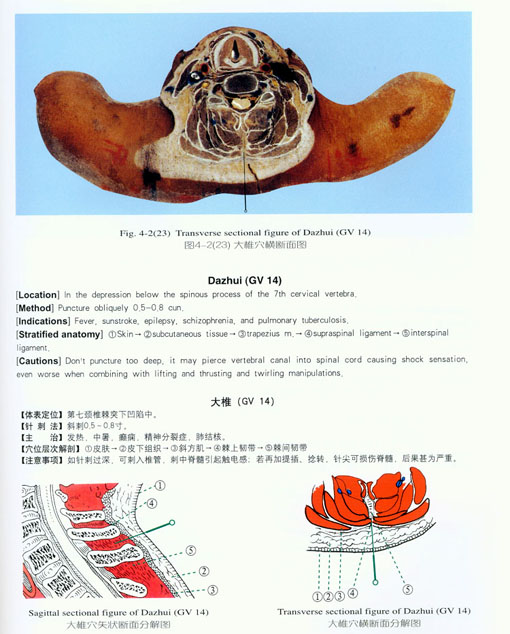 Fig. 4-2(23) Transverse sectional figure of Dazhui (GV 14)
图4-2(23) 大椎穴横断面图
Dazhui (GV 14)
[Location] In the depression below the spinous process of the 7th cervical vertebra.
[Method] Puncture obliquely 0.5-0.8 cun.
[Indications] Fever, sunstroke, epilepsy, schizophrenia, and pulmonary tuberculosis.
[Stratified anatomy] ①Skin→②subcutaneous tissue→③trapezius m.→④supraspinal ligament→⑤interspinal
ligament.
[Cautions] Don't puncture too deep, it may pierce vertebral canal into spinal cord causing shock sensation,
even worse when combining with lifting and thrusting and twirling manipulations.
大椎 (GV 14)
【体表定位】第七颈椎棘突下凹陷中。
【针 刺 法】斜刺0.5-0.8寸。
【主 治】发热、中暑、癫痫、精神分裂症、肺结核。
【穴位层次解剖】①皮肤→②皮下组织→③斜方肌→④棘上韧带→⑤棘间韧带
【注意事项】如针刺过深，可刺入椎管，刺中脊髓引起触电感；若再加提插、捻转，针尖可损伤脊髓，后果甚为严重。
①
④
⑤
②
③
①②③ ④ ⑤
Sagittal sectional figure of Dazhui (GV 14)
大椎穴矢状断面分解图
Transverse sectional figure of Dazhui (GV 14)
大椎穴横断面分解图